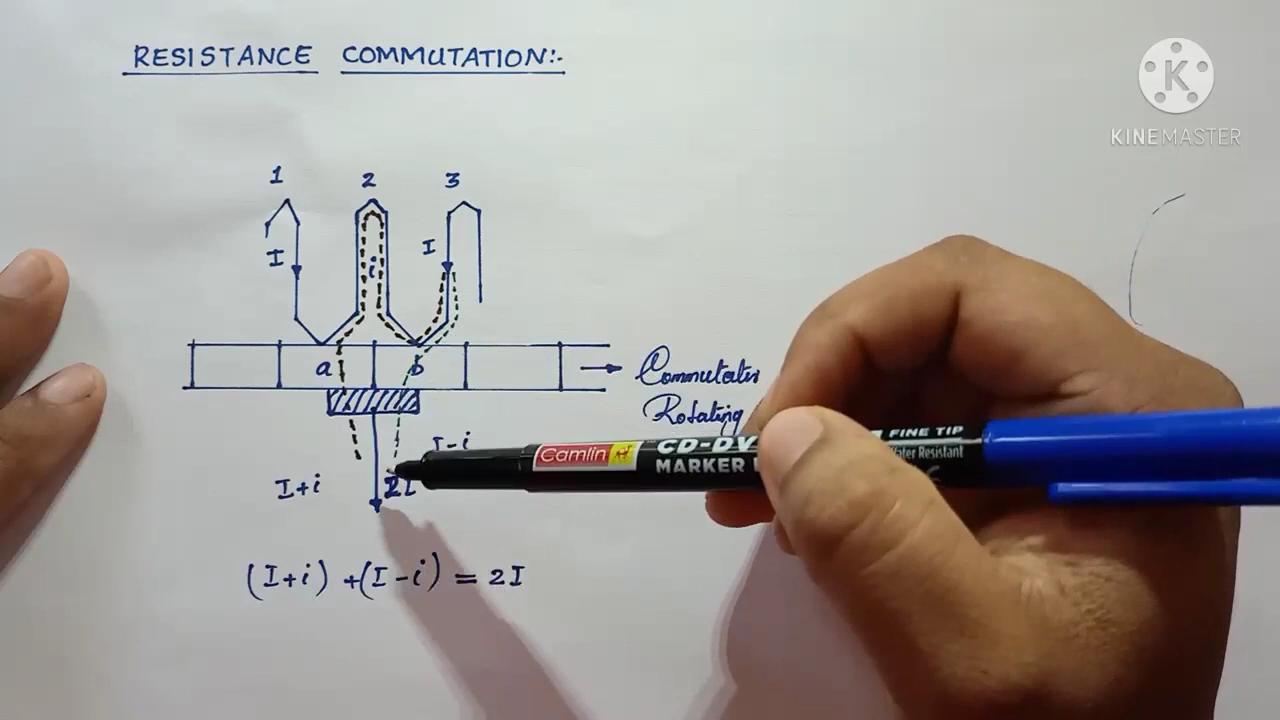 RESISTANCE COMMUTATION:-
KINEMASTER
1 2 3
I i I
a b
Commutator
Rotating
I-i
I+i 2I
(I+i) + (I-i) = 2I
Camlin
CD-DV
MARKER
FINE TIP
Water Resistant